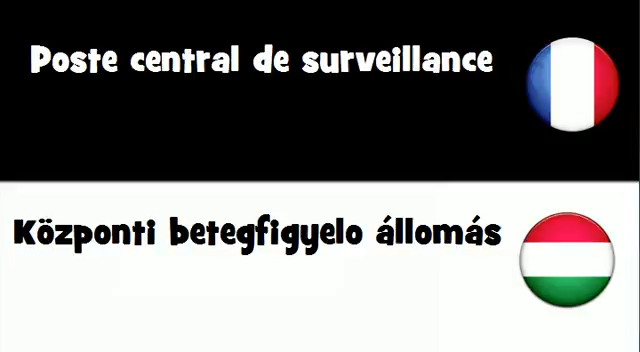 Poste central de surveillance
Központi betegfigyelo állomás